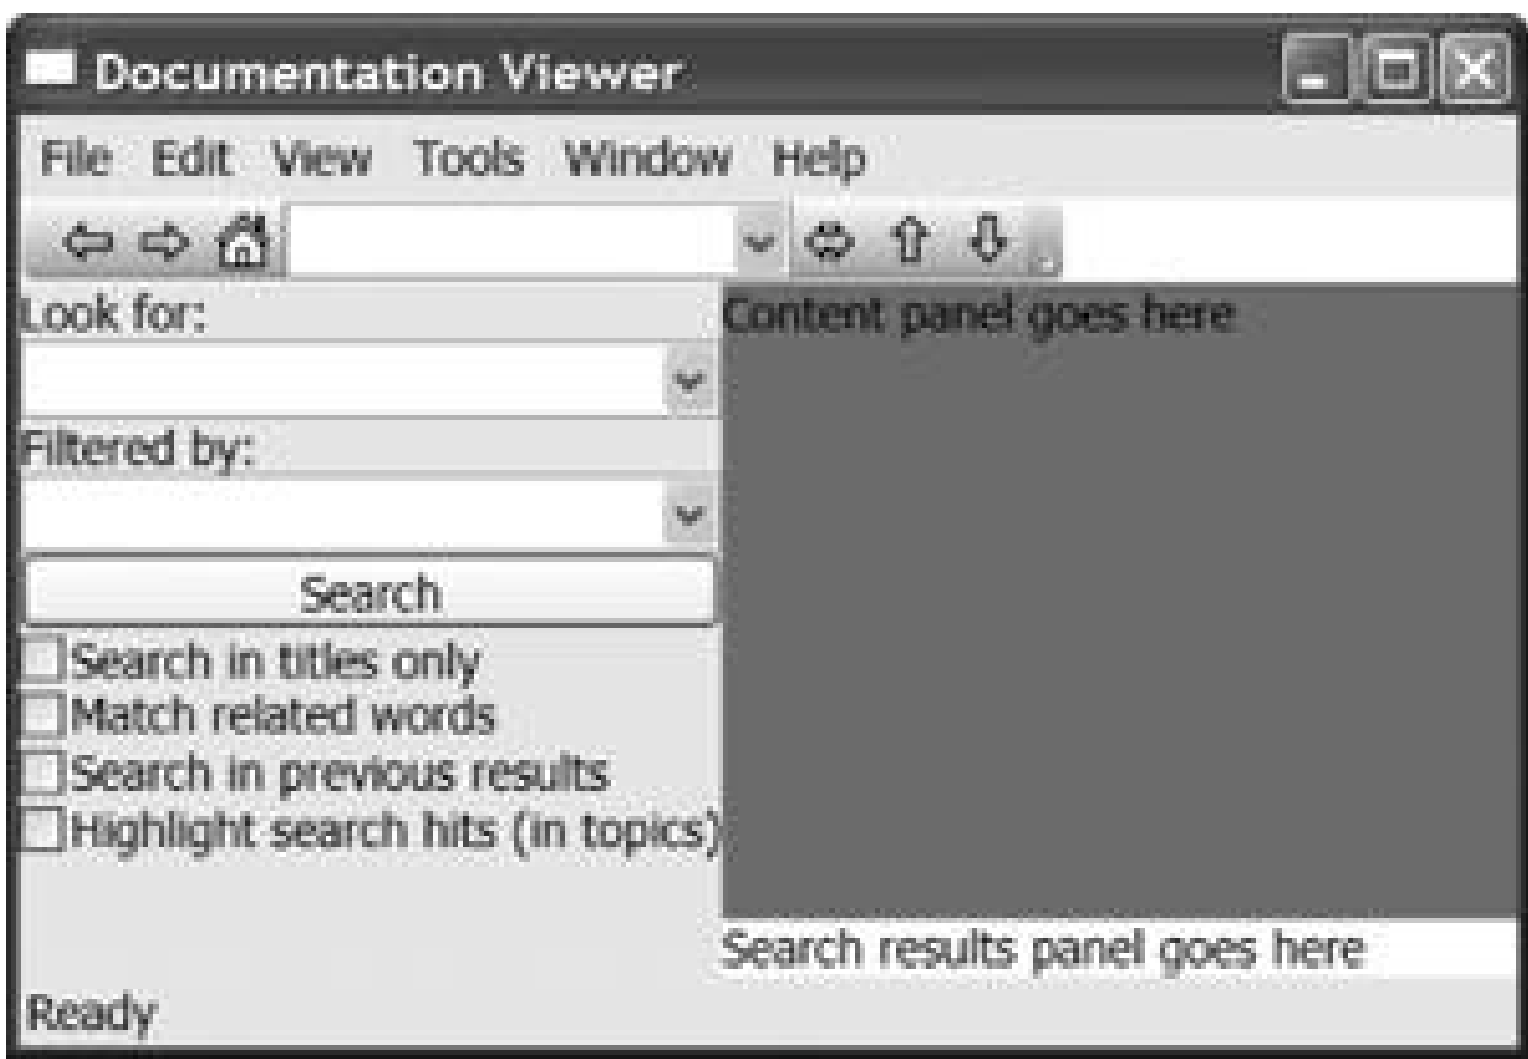 Documentation Viewer
File Edit View Tools Window Help
Look for:
Filtered by:
Search
Search in titles only
Match related words
Search in previous results
Highlight search hits (in topics)
Content panel goes here
Search results panel goes here
Ready